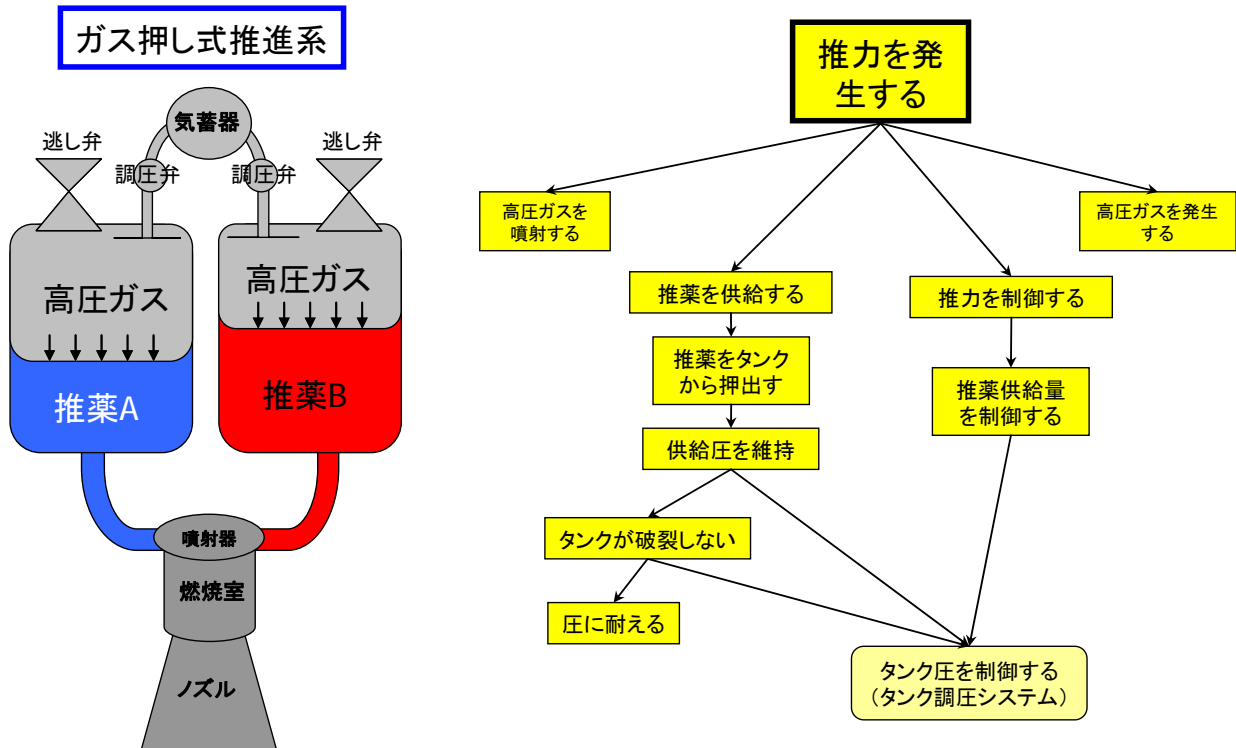 ガス押し式推進系
気蓄器
逃し弁
逃し弁
調圧弁
調圧弁
高圧ガス
高圧ガス
推薬A
推薬B
噴射器
燃焼室
ノズル
推力を発
生する
高圧ガスを
噴射する
高圧ガスを発生
する
推薬を供給する
推力を制御する
推薬をタンク
から押出す
推薬供給量
を制御する
供給圧を維持
タンクが破裂しない
圧に耐える
タンク圧を制御する
（タンク調圧システム）